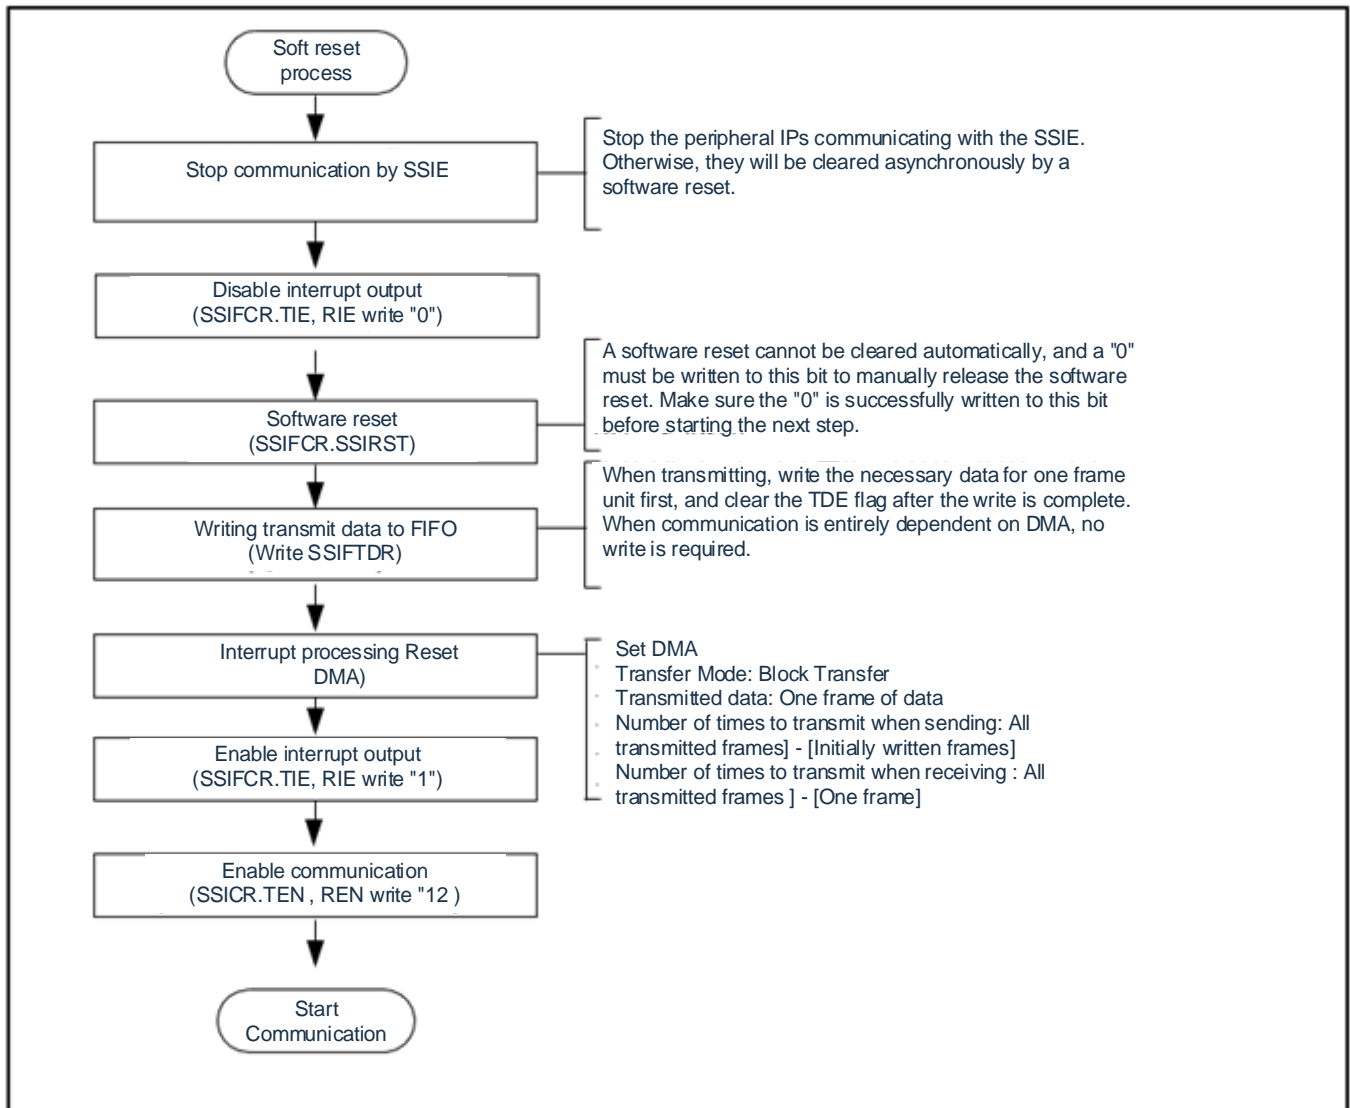 Soft reset
process
Stop communication by SSIE
Stop the peripheral IPs communicating with the SSIE.
Otherwise, they will be cleared asynchronously by a
software reset.
Disable interrupt output
(SSIFCR.TIE, RIE write "0")
A software reset cannot be cleared automatically, and a "0"
must be written to this bit to manually release the software
reset. Make sure the "0" is successfully written to this bit
before starting the next step.
Software reset
(SSIFCR.SSIRST)
When transmitting, write the necessary data for one frame
unit first, and clear the TDE flag after the write is complete.
When communication is entirely dependent on DMA, no
write is required.
Writing transmit data to FIFO
(Write SSIFTDR)
Interrupt processing Reset
DMA)
Set DMA
Transfer Mode: Block Transfer
Transmitted data: One frame of data
Number of times to transmit when sending: All
transmitted frames] - [Initially written frames]
Number of times to transmit when receiving : All
transmitted frames ] - [One frame]
Enable interrupt output
(SSIFCR.TIE, RIE write "1")
Enable communication
(SSICR.TEN , REN write "12 )
Start
Communication